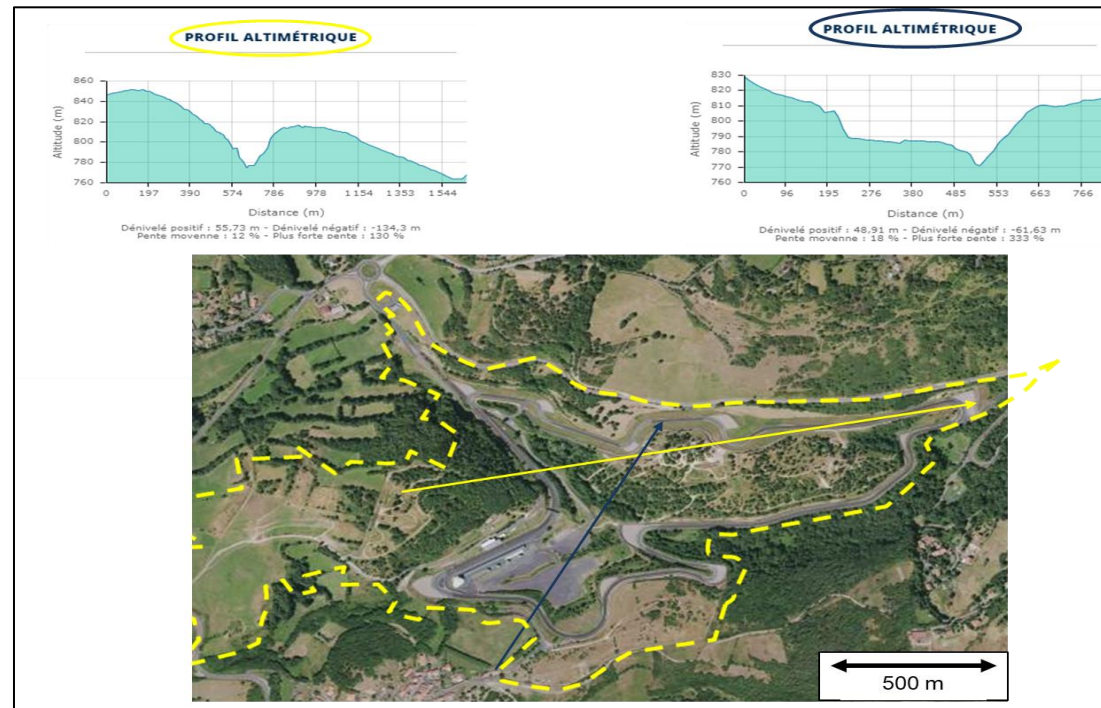 PROFIL ALTIMÉTRIQUE
860
840
820
800
780
760
Altitude (m)
0 197 390 574 786 978 1 154 1 353 1 544
Distance (m)
Dénivelé positif : 55,73 m - Dénivelé négatif : -134,3 m
Pente moyenne : 12 % - Plus forte pente : 130 %
PROFIL ALTIMÉTRIQUE
830
820
810
800
790
780
770
760
Altitude (m)
0 96 195 276 380 485 553 663 766
Distance (m)
Dénivelé positif : 48,91 m - Dénivelé négatif : -61,63 m
Pente moyenne : 18 % - Plus forte pente : 333 %
500 m